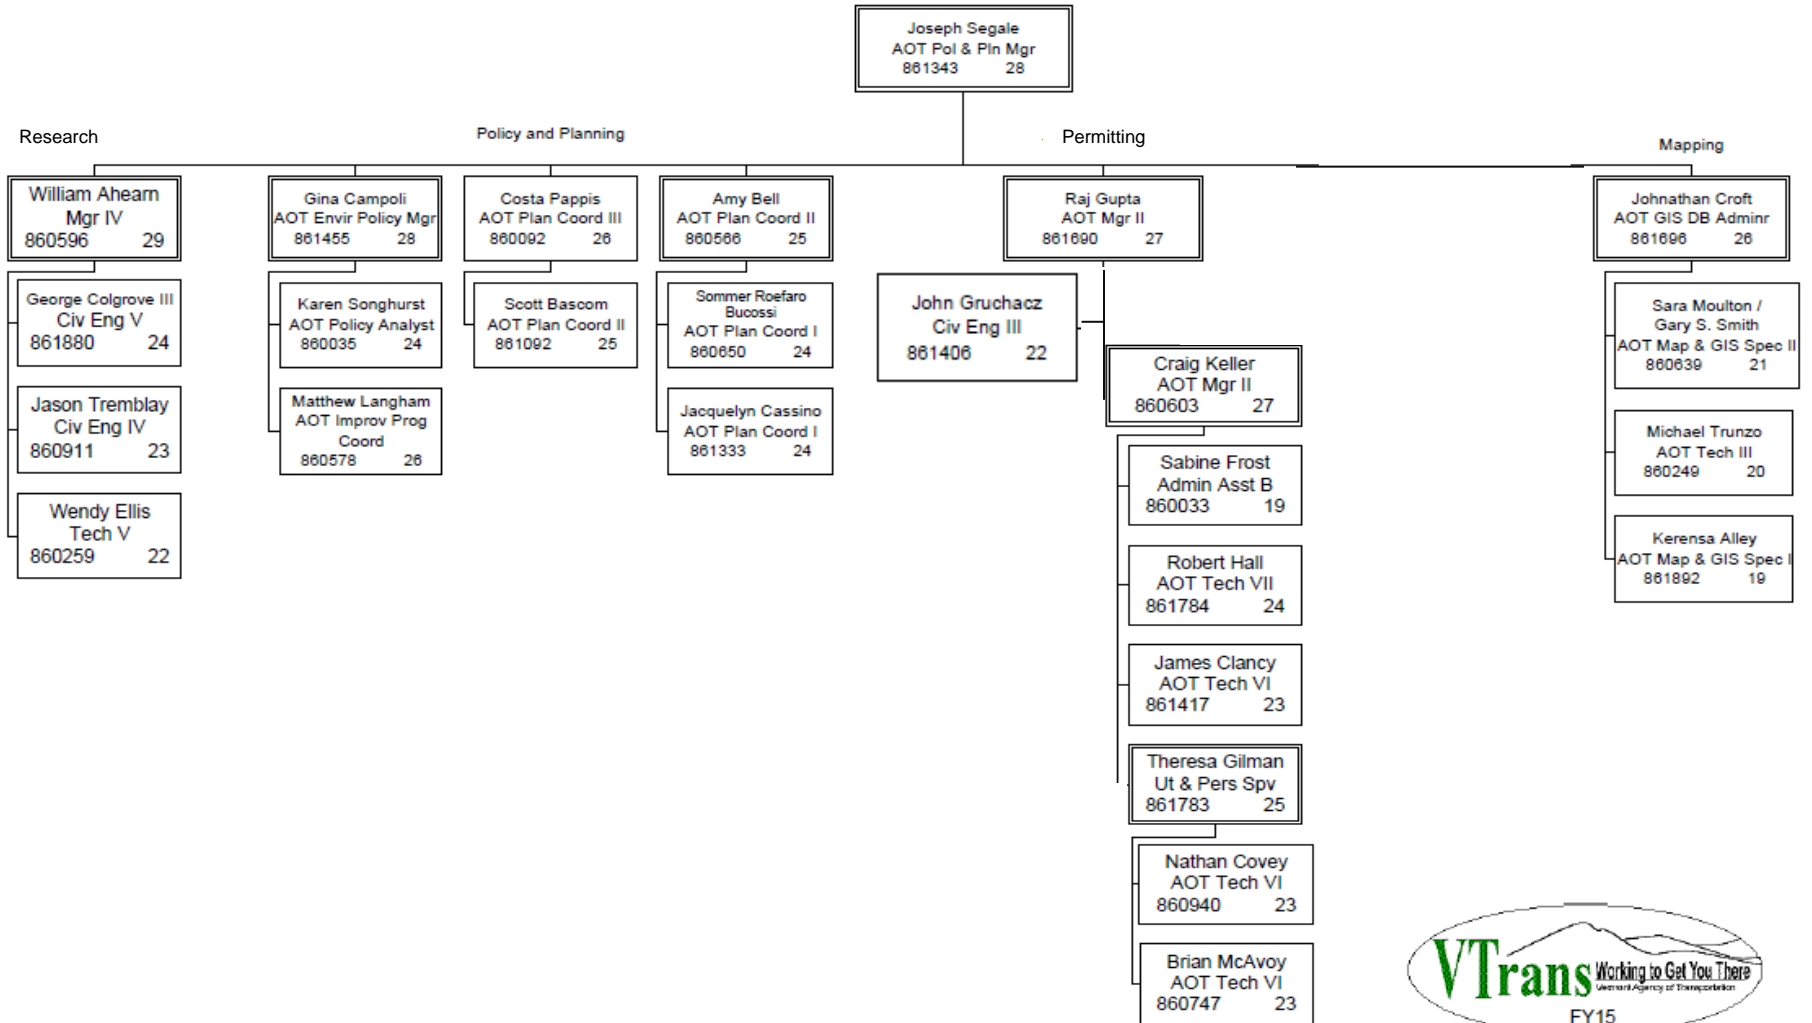 Joseph Segale
AOT Pol & Pln Mgr
861343 28
Research
Policy and Planning
Permitting
Mapping
William Ahearn
Mgr IV
860596 29
George Colgrove III
Civ Eng V
861880 24
Jason Tremblay
Civ Eng IV
860911 23
Wendy Ellis
Tech V
860259 22
Gina Campoli
AOT Envir Policy Mgr
861455 28
Karen Songhurst
AOT Policy Analyst
860035 24
Matthew Langham
AOT Improv Prog
Coord
860578 26
Costa Pappis
AOT Plan Coord III
860092 26
Scott Bascom
AOT Plan Coord II
861092 25
Amy Bell
AOT Plan Coord II
860566 25
Sommer Roefaro
Bucossi
AOT Plan Coord I
860650 24
Jacquelyn Cassino
AOT Plan Coord I
861333 24
Raj Gupta
AOT Mgr II
861690 27
John Gruchacz
Civ Eng III
861406 22
Craig Keller
AOT Mgr II
860603 27
Sabine Frost
Admin Asst B
860033 19
Robert Hall
AOT Tech VII
861784 24
James Clancy
AOT Tech VI
861417 23
Theresa Gilman
Ut & Pers Spv
861783 25
Nathan Covey
AOT Tech VI
860940 23
Brian McAvoy
AOT Tech VI
860747 23
Johnathan Croft
AOT GIS DB Adminr
861696 26
Sara Moulton /
Gary S. Smith
AOT Map & GIS Spec II
860639 21
Michael Trunzo
AOT Tech III
860249 20
Kerensa Alley
AOT Map & GIS Spec I
861892 19
VTrans Working to Get You There
Vermont Agency of Transportation
FY15